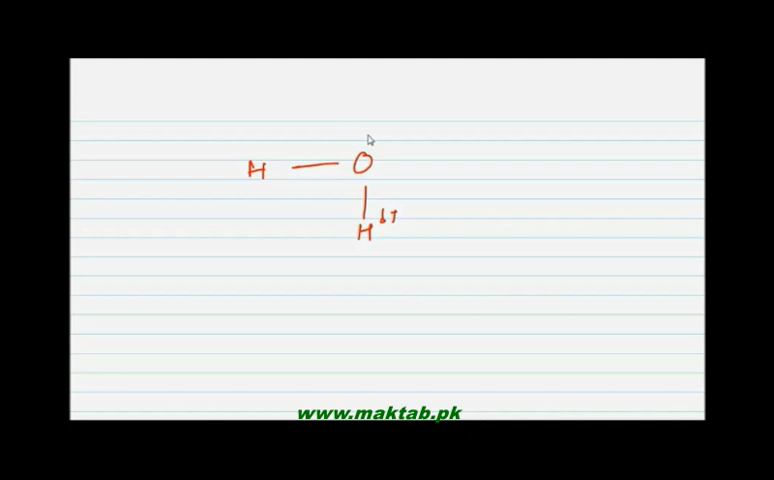 H — O
|
H δ+
www.maktab.pk